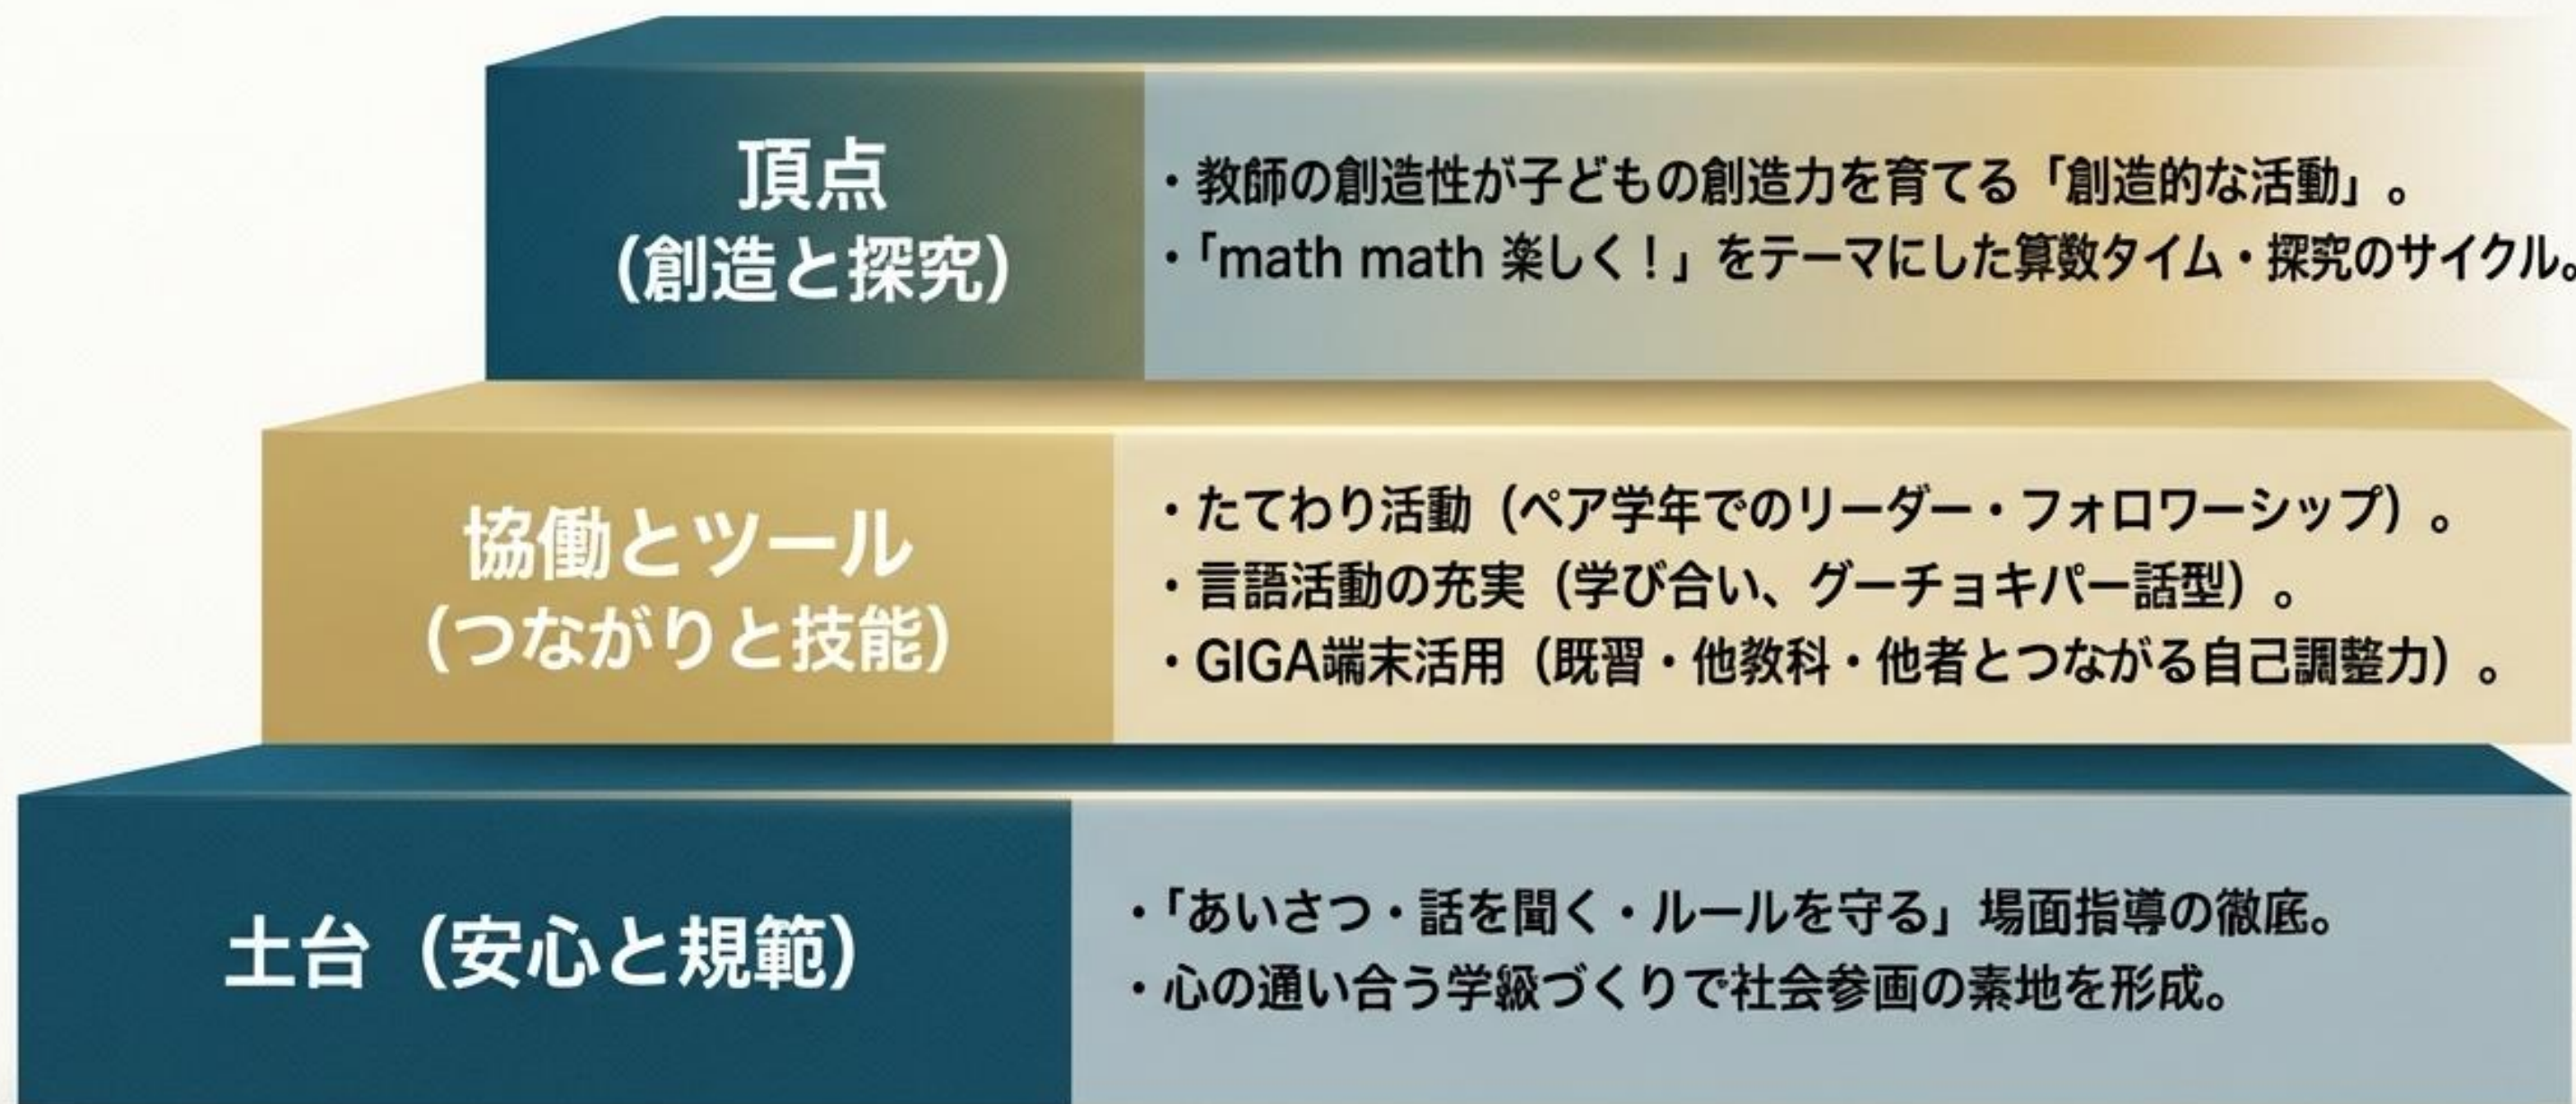 頂点
（創造と探究）
・教師の創造性が子どもの創造力を育てる「創造的な活動」。
・「math math 楽しく！」をテーマにした算数タイム・探究のサイクル。
協働とツール
（つながりと技能）
・たてわり活動（ペア学年でのリーダー・フォロワーシップ）。
・言語活動の充実（学び合い、グーチョキパー話型）。
・GIGA端末活用（既習・他教科・他者とつながる自己調整力）。
土台（安心と規範）
・「あいさつ・話を聞く・ルールを守る」場面指導の徹底。
・心の通い合う学級づくりで社会参画の素地を形成。